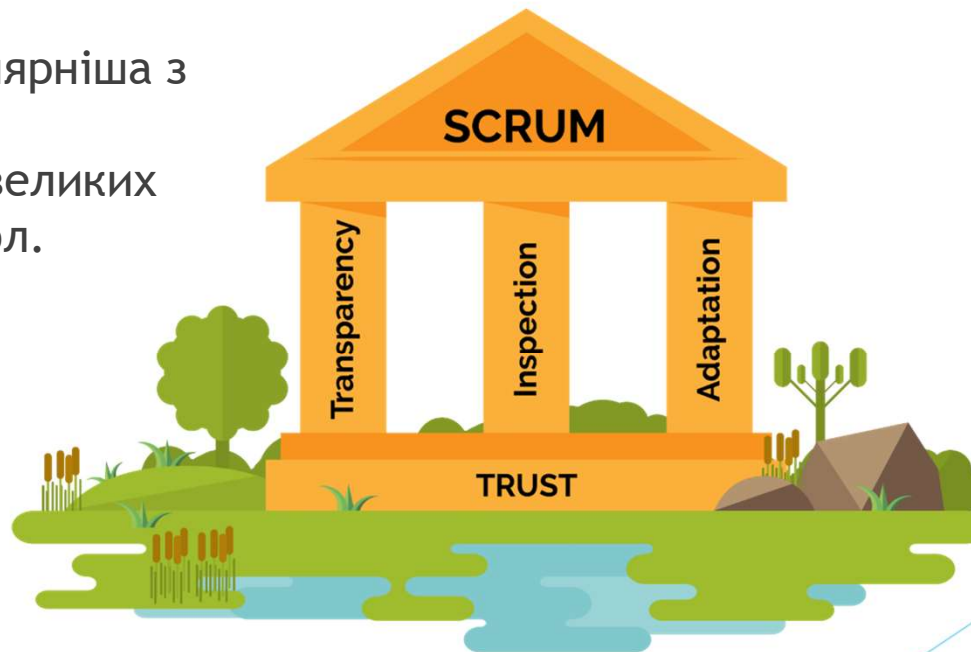 ярніша з
великих
ол.
SCRUM
Transparency
Inspection
Adaptation
TRUST